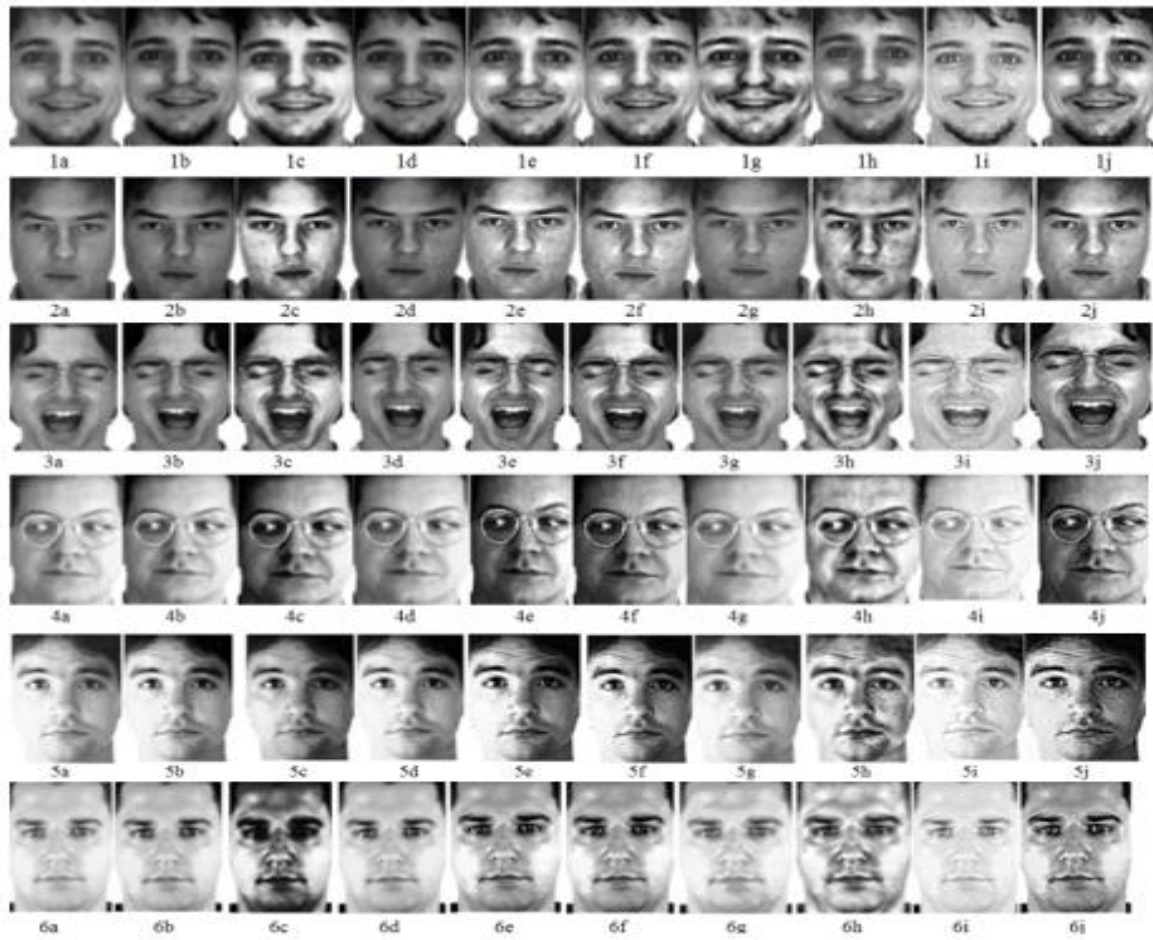 1a 1b 1c 1d 1e 1f 1g 1h 1i 1j
2a 2b 2c 2d 2e 2f 2g 2h 2i 2j
3a 3b 3c 3d 3e 3f 3g 3h 3i 3j
4a 4b 4c 4d 4e 4f 4g 4h 4i 4j
5a 5b 5c 5d 5e 5f 5g 5h 5i 5j
6a 6b 6c 6d 6e 6f 6g 6h 6i 6j